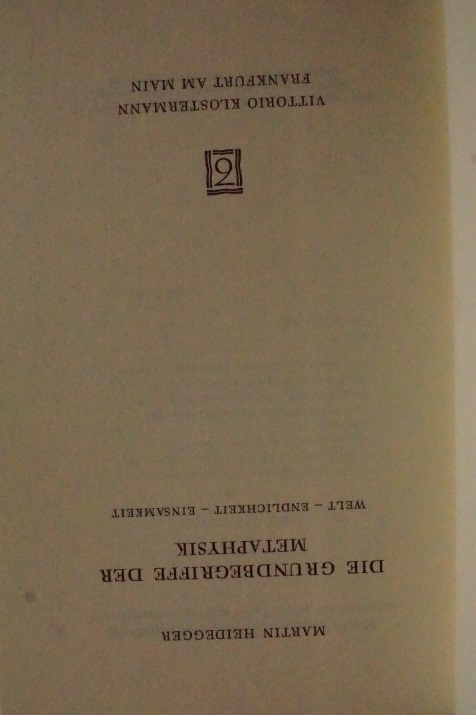 MARTIN HEIDEGGER
DIE GRUNDBEGRIFFE DER
METAPHYSIK
WELT – ENDLICHKEIT – EINSAMKEIT
VITTORIO KLOSTERMANN
FRANKFURT AM MAIN